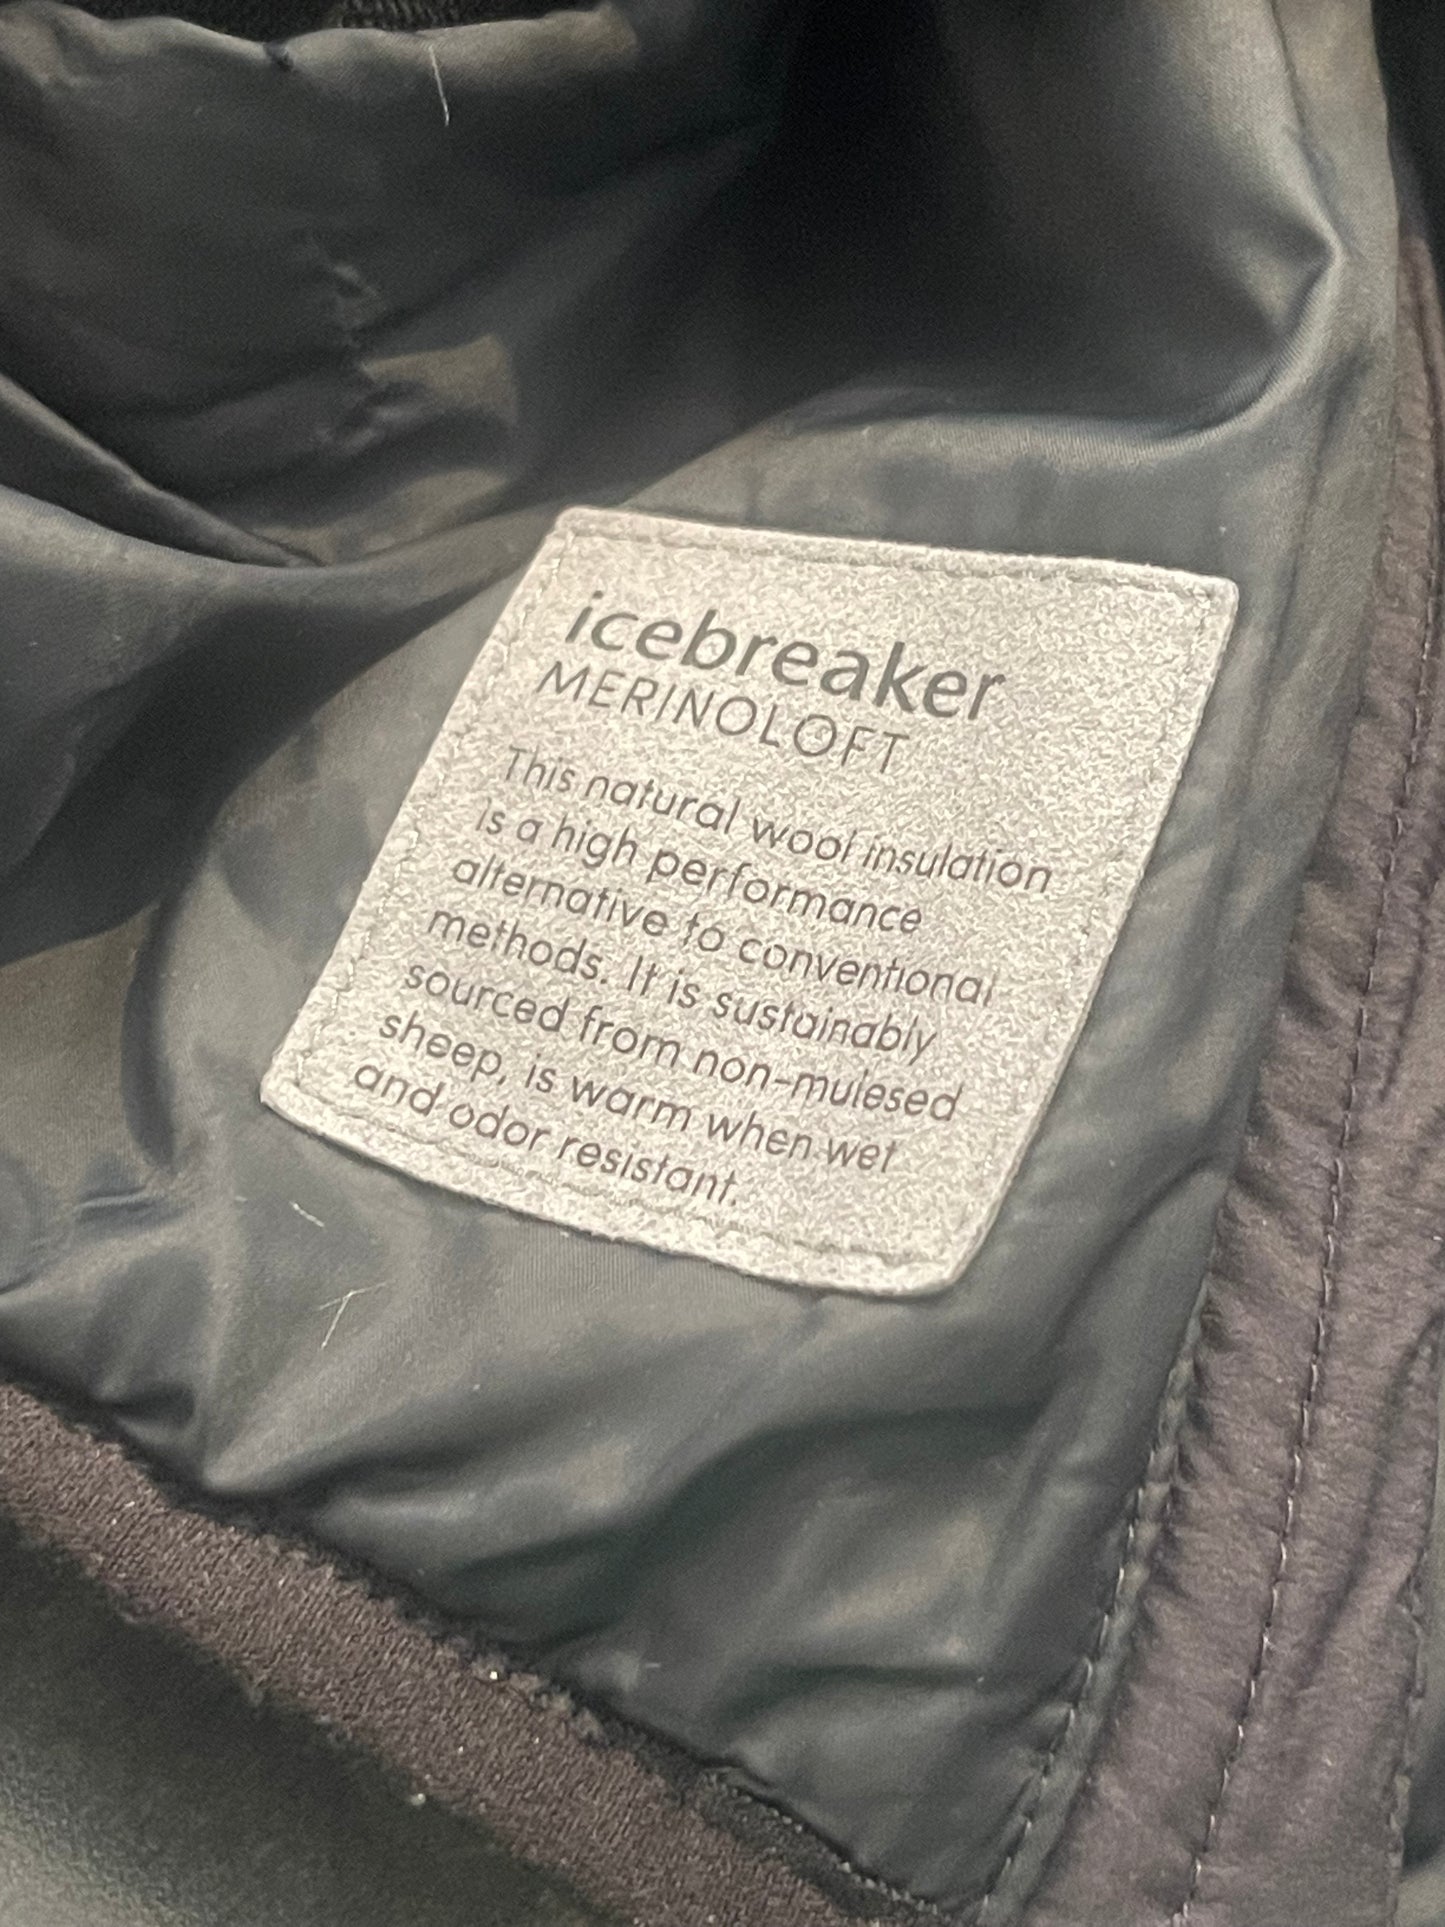 icebreaker
MERINOLOFT
This natural wool insulation
is a high performance
alternative to conventional
methods. It is sustainably
sourced from non-mulesed
sheep, is warm when wet
and odor resistant.